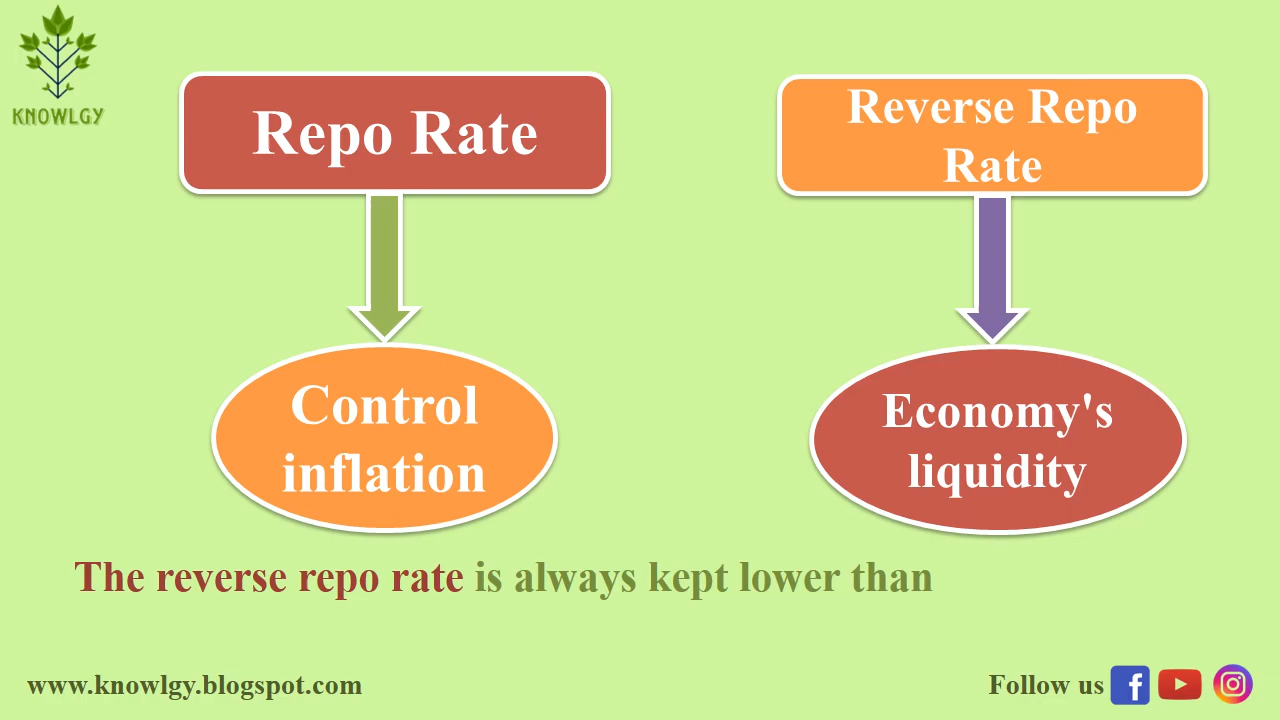 KNOWLGY
Repo Rate
Reverse Repo
Rate
Control
inflation
Economy's
liquidity
The reverse repo rate is always kept lower than
www.knowlgy.blogspot.com
Follow us